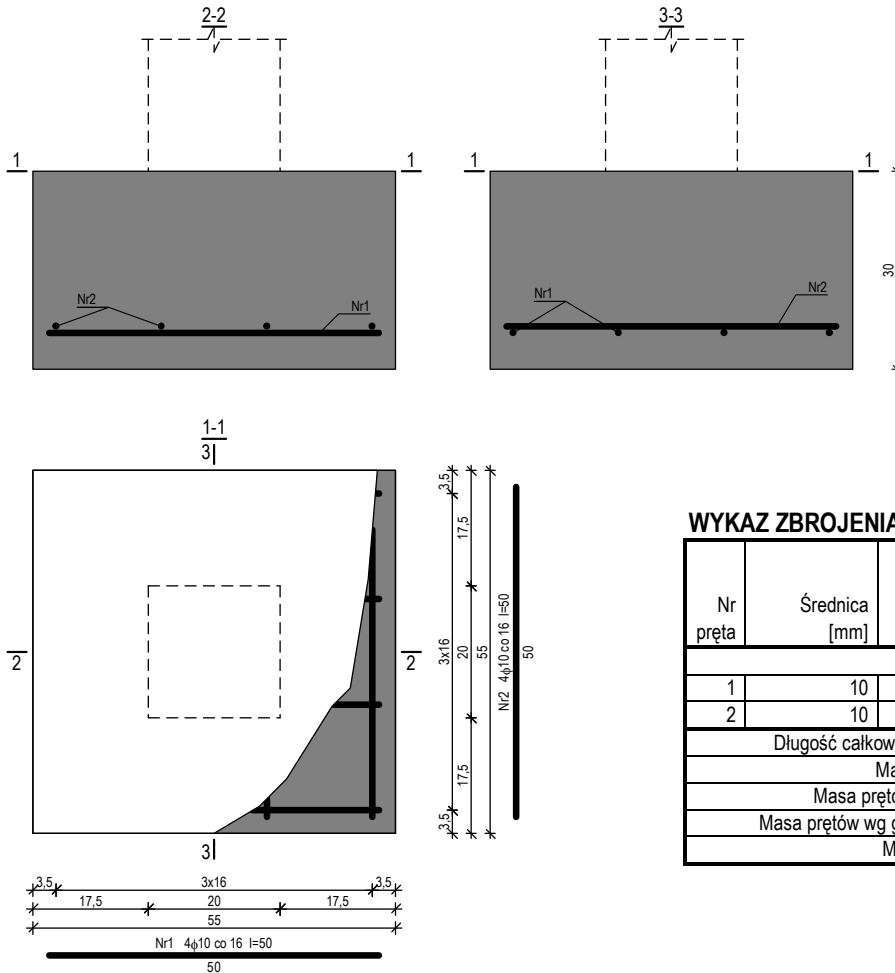 2-2
3-3
1
1
1
1
Nr2
Nr1
Nr1
Nr2
30
1-1
3
2
2
3
3,5
3x16
3,5
17,5
20
17,5
55
Nr2 4ϕ10 co 16 l=50
50
3,5
3x16
3,5
17,5
20
17,5
55
Nr1 4ϕ10 co 16 l=50
50
WYKAZ ZBROJENIA
Nr pręta
Średnica [mm]
1 10
2 10
Długość całkow
Ma
Masa pręt
Masa prętów wg g
M